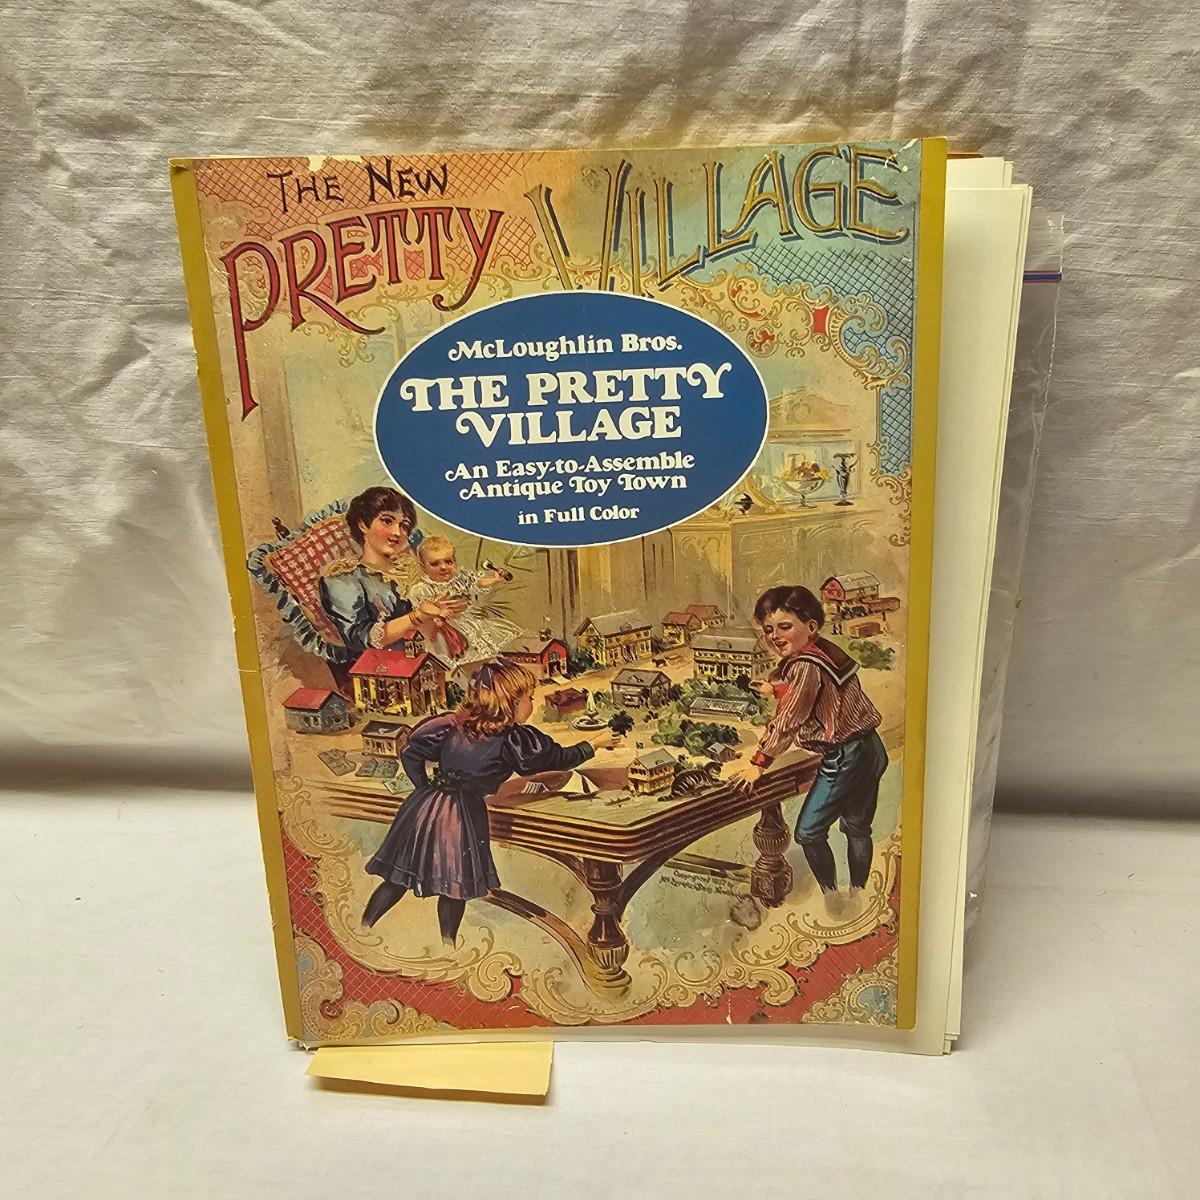 THE NEW
PRETTY VILLAGE
McLoughlin Bros.
THE PRETTY
VILLAGE
An Easy-to-Assemble
Antique Toy Town
in Full Color